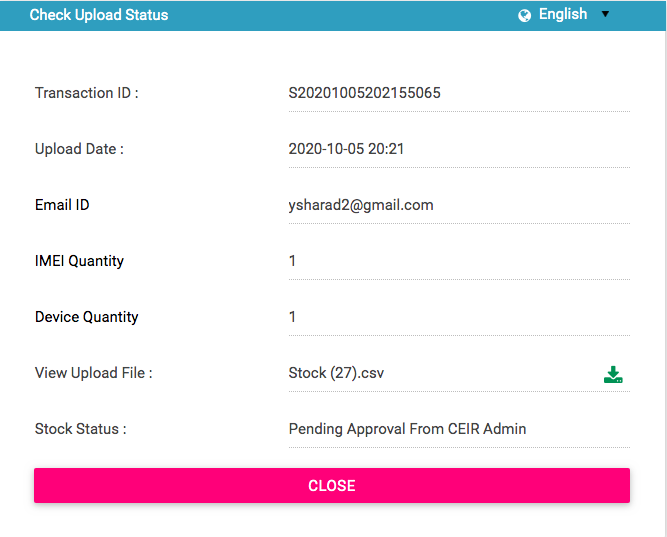 Check Upload Status English
Transaction ID : S20201005202155065
Upload Date : 2020-10-05 20:21
Email ID ysharad2@gmail.com
IMEI Quantity 1
Device Quantity 1
View Upload File : Stock (27).csv
Stock Status : Pending Approval From CEIR Admin
CLOSE